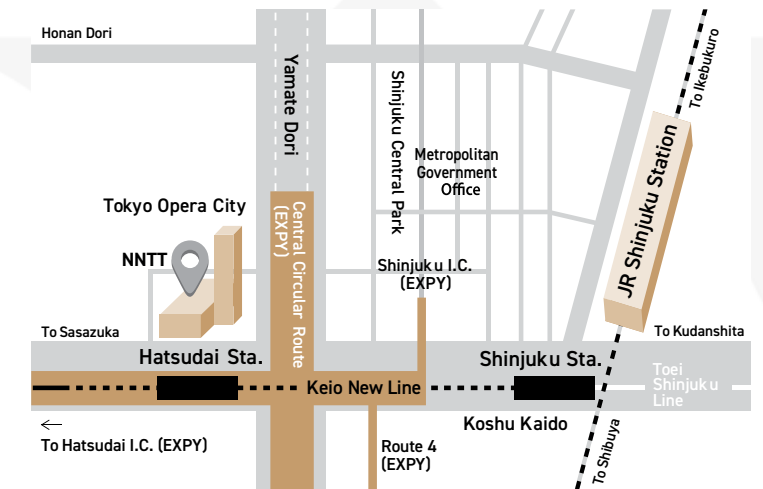 Honan Dori
Yamate Dori
Shinjuku Central Park
To Ikebukuro
JR Shinjuku Station
Metropolitan
Government
Office
Tokyo Opera City
NNTT
Central Circular Route
(EXPY)
Shinjuku I.C.
(EXPY)
To Sasazuka
Hatsudai Sta.
Shinjuku Sta.
To Kudanshita
Keio New Line
Toei
Shinjuku
Line
Koshu Kaido
←
To Hatsudai I.C. (EXPY)
Route 4
(EXPY)
To Shibuya